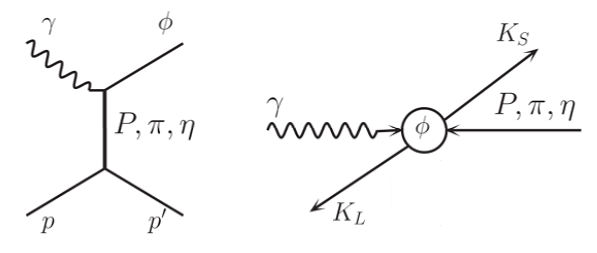 γ
ϕ
P, π, η
p
p′
γ
K_S
P, π, η
ϕ
K_L